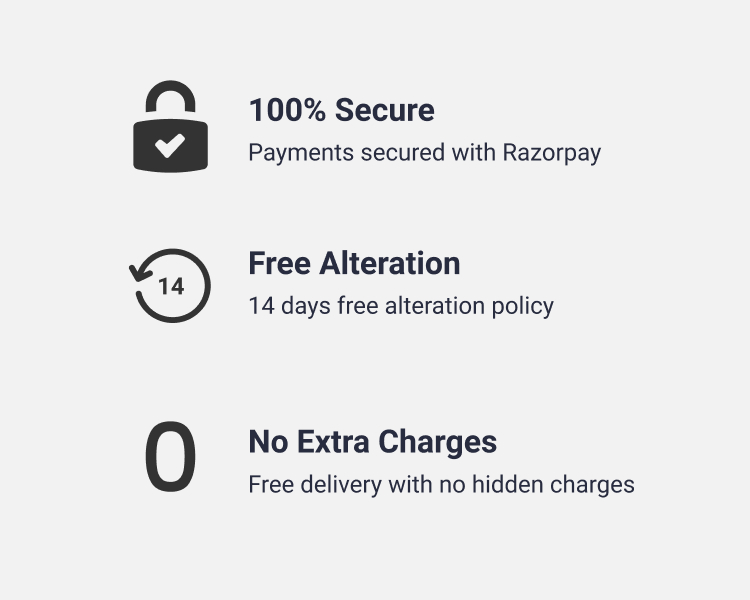 100% Secure
Payments secured with Razorpay
14
Free Alteration
14 days free alteration policy
0
No Extra Charges
Free delivery with no hidden charges